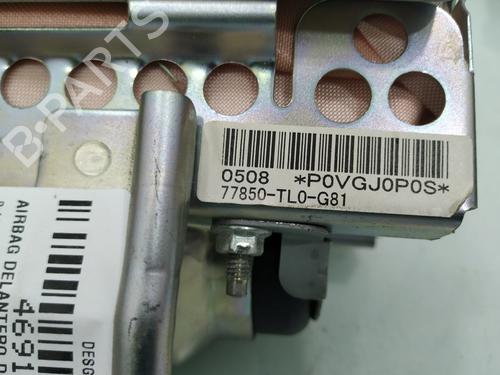 0508 *P0VGJ0P0S*
77850-TL0-G81
B-PARTS
AIRBAG DELANTERO D
4691
DESG